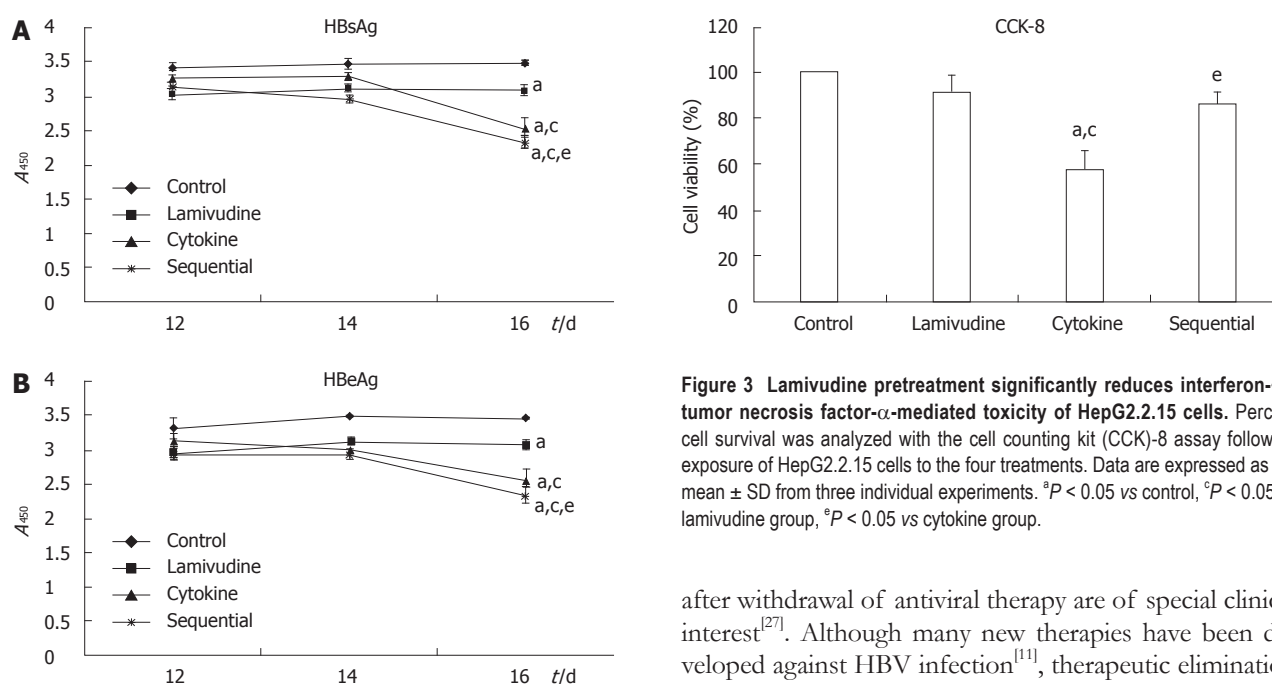 A
HBsAg
4
3.5
3
2.5
2
1.5
1
0.5
0
A450
a
a,c
a,c,e
Control
Lamivudine
Cytokine
Sequential
12 14 16 t/d
B
HBeAg
4
3.5
3
2.5
2
1.5
1
0.5
0
A450
a
a,c
a,c,e
Control
Lamivudine
Cytokine
Sequential
12 14 16 t/d
CCK-8
120
100
80
60
40
20
0
Cell viability (%)
a,c
e
Control Lamivudine Cytokine Sequential
Figure 3 Lamivudine pretreatment significantly reduces interferon-
tumor necrosis factor-α-mediated toxicity of HepG2.2.15 cells. Perc
cell survival was analyzed with the cell counting kit (CCK)-8 assay follow
exposure of HepG2.2.15 cells to the four treatments. Data are expressed as
mean ± SD from three individual experiments. aP < 0.05 vs control, cP < 0.05
lamivudine group, eP < 0.05 vs cytokine group.
after withdrawal of antiviral therapy are of special clinic
interest[27]. Although many new therapies have been d
veloped against HBV infection[11], therapeutic eliminatio